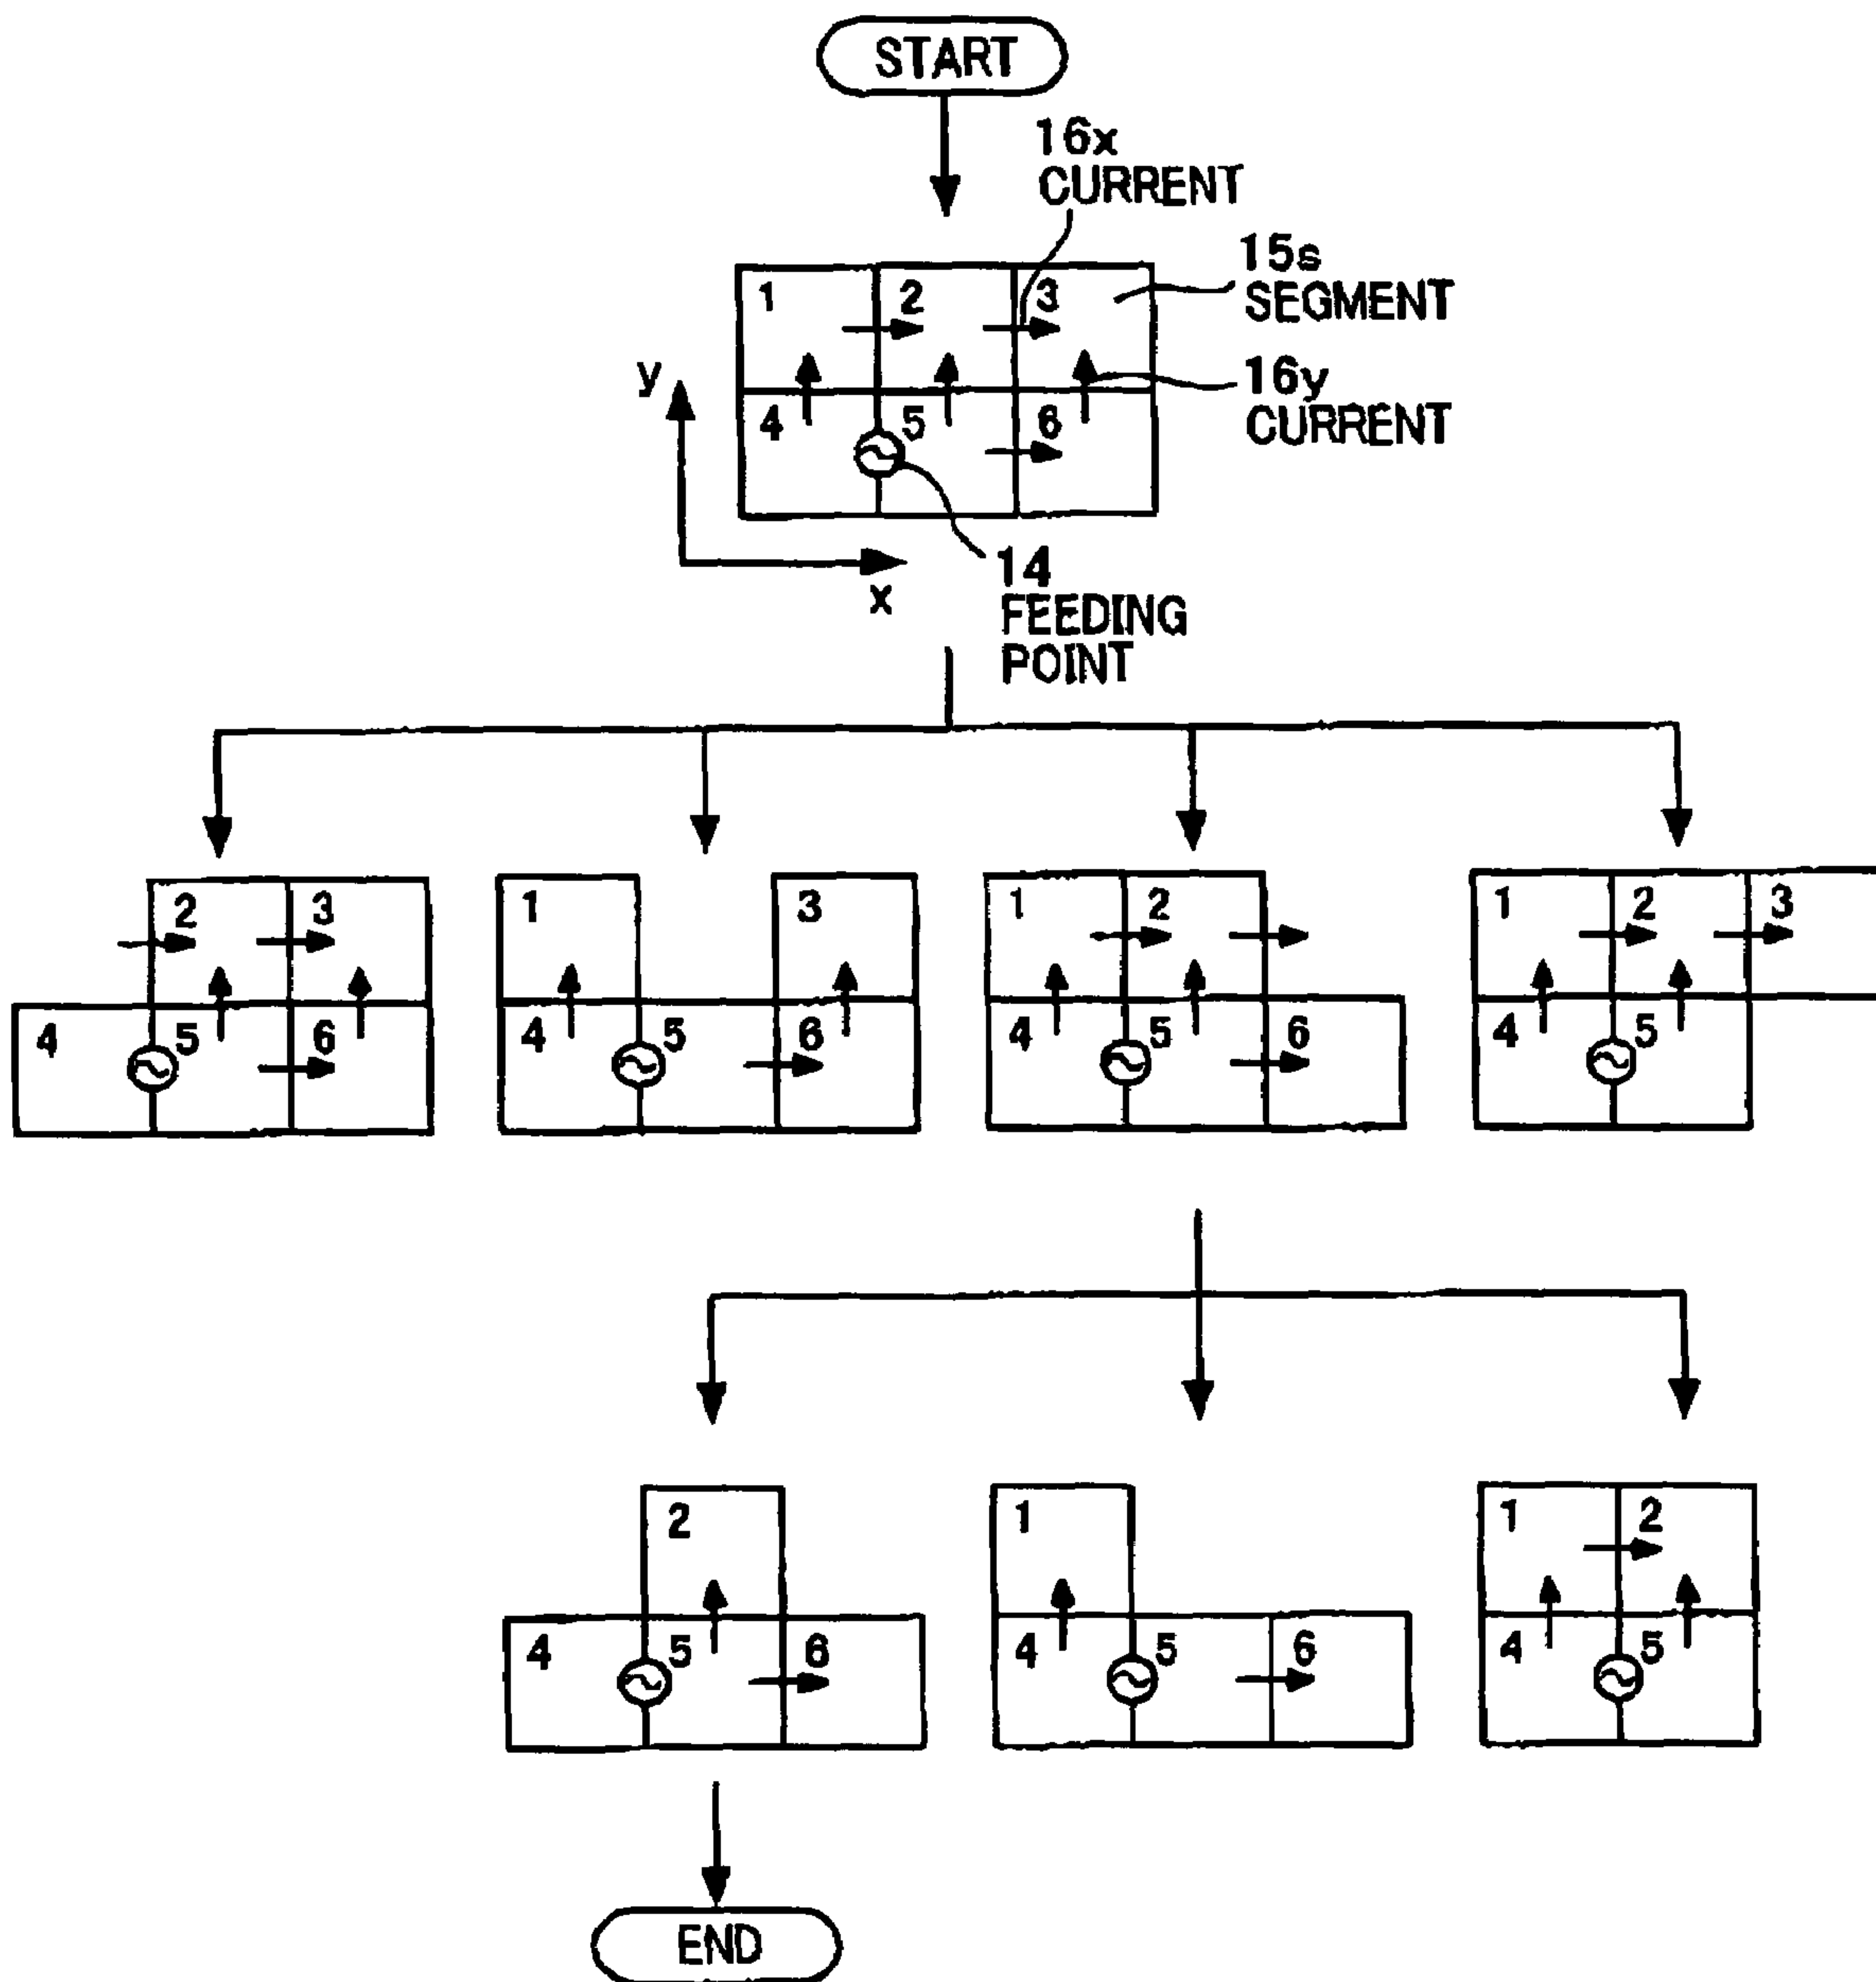 START
16x
CURRENT
15s
SEGMENT
1 2 3
16y
CURRENT
y
4 5 6
x
14
FEEDING
POINT
2 3
4 5 6
1 3
4 5 6
1 2
4 5 6
1 2 3
4 5
2
4 5 6
1
4 5 6
1 2
4 5
END